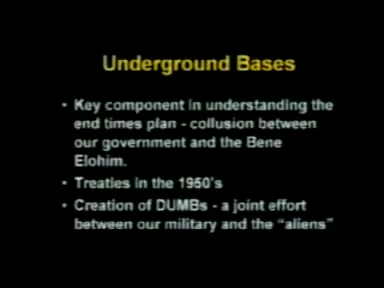 Underground Bases
• Key component in understanding the
end times plan - collusion between
our government and the Bene
Elohim.
• Treaties in the 1950's
• Creation of DUMBs - a joint effort
between our military and the "aliens"